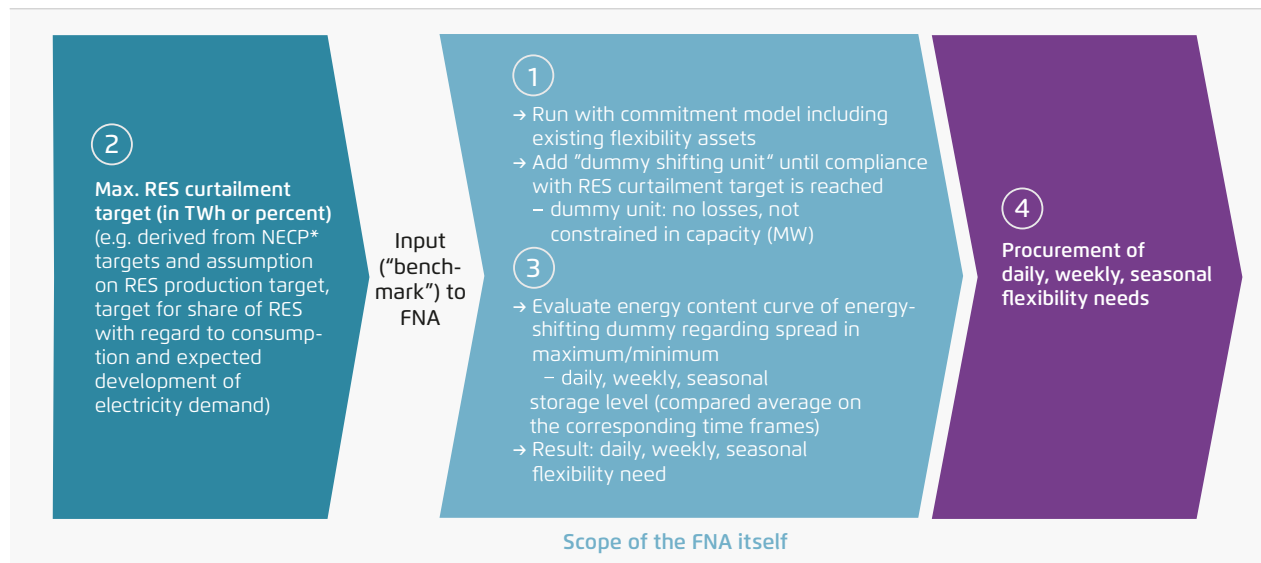 2
Max. RES curtailment
target (in TWh or percent)
(e.g. derived from NECP*
targets and assumption
on RES production target,
target for share of RES
with regard to consump-
tion and expected
development of
electricity demand)
Input
(“bench-
mark”) to
FNA
1
→ Run with commitment model including
existing flexibility assets
→ Add “dummy shifting unit“ until compliance
with RES curtailment target is reached
– dummy unit: no losses, not
constrained in capacity (MW)
3
→ Evaluate energy content curve of energy-
shifting dummy regarding spread in
maximum/minimum
– daily, weekly, seasonal
storage level (compared average on
the corresponding time frames)
→ Result: daily, weekly, seasonal
flexibility need
4
Procurement of
daily, weekly, seasonal
flexibility needs
Scope of the FNA itself